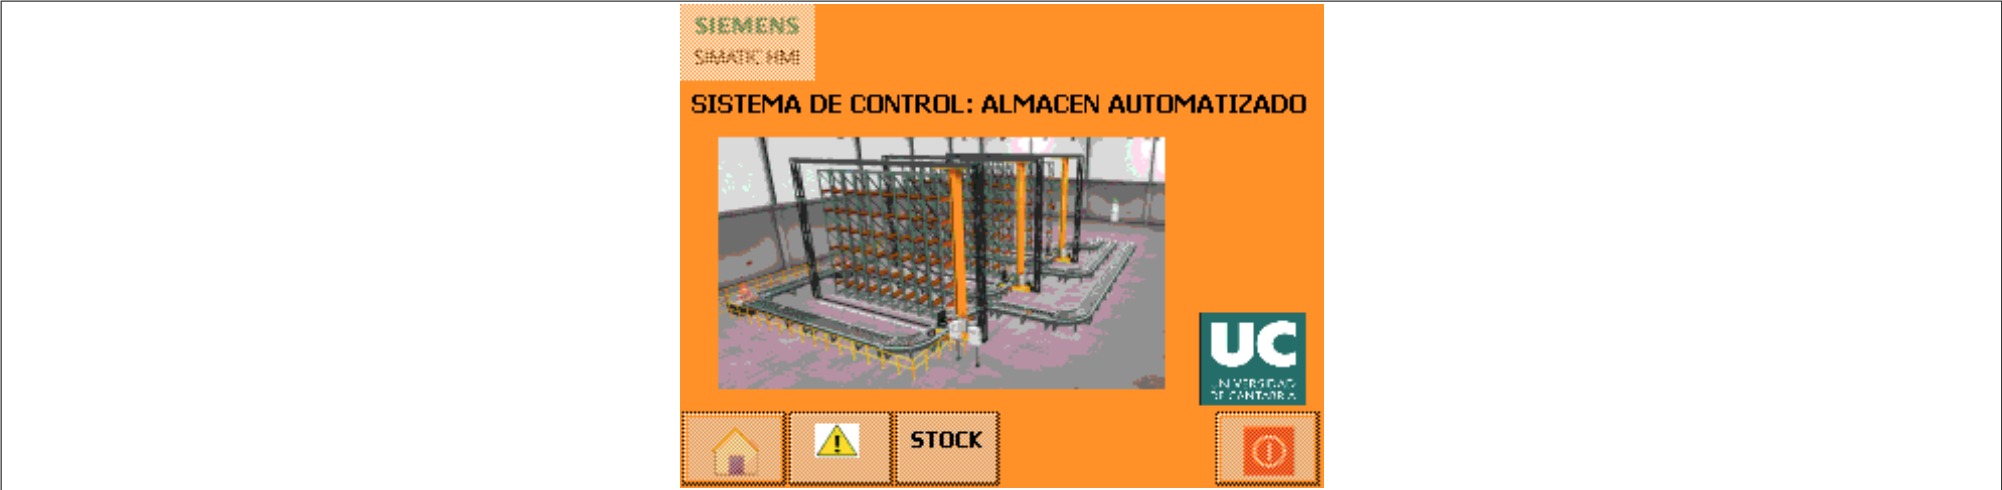 SIEMENS
SIMATIC HMI
SISTEMA DE CONTROL: ALMACEN AUTOMATIZADO
UC
UNIVERSIDAD
DE CANTABRIA
STOCK